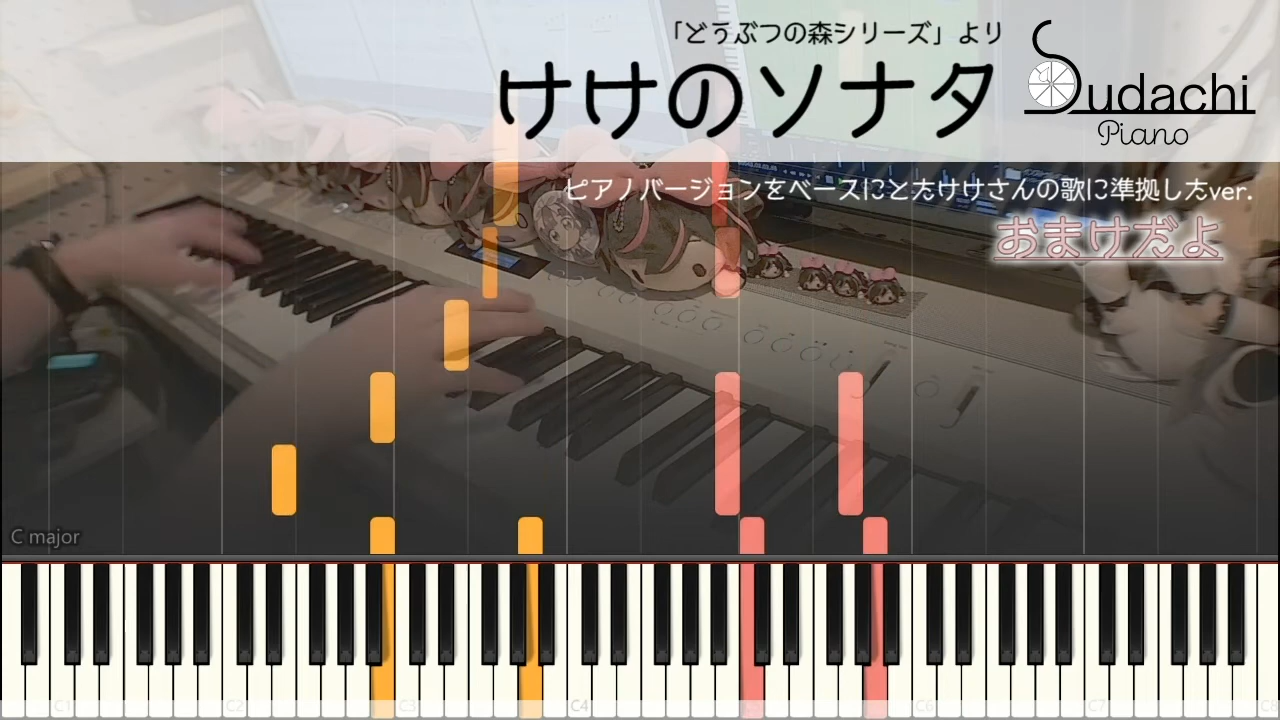 「どうぶつの森シリーズ」より
けけのソナタ
Sudachi
Piano
ピアノバージョンをベースにとたけけさんの歌に準拠したver.
おまけだよ
C major
C1 C2 C3 C4 C5 C6 C7 C8